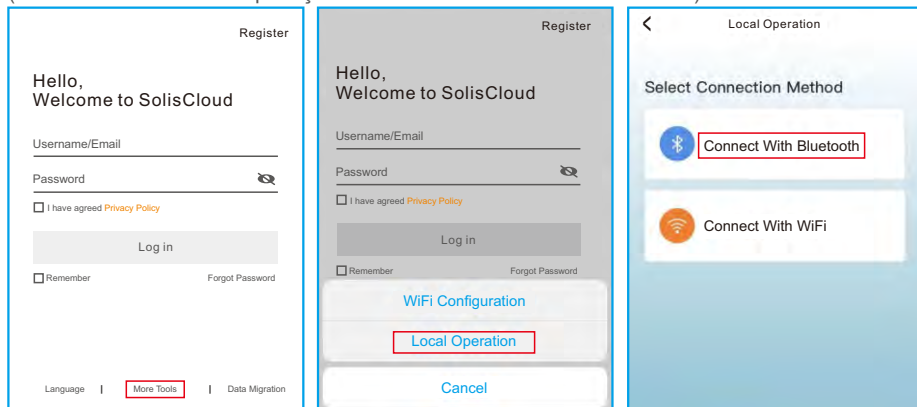 Register
Hello,
Welcome to SolisCloud
Username/Email
Password
I have agreed Privacy Policy
Log in
Remember Forgot Password
Language | More Tools | Data Migration
Register
Hello,
Welcome to SolisCloud
Username/Email
Password
I have agreed Privacy Policy
Log in
Remember Forgot Password
WiFi Configuration
Local Operation
Cancel
Local Operation
Select Connection Method
Connect With Bluetooth
Connect With WiFi